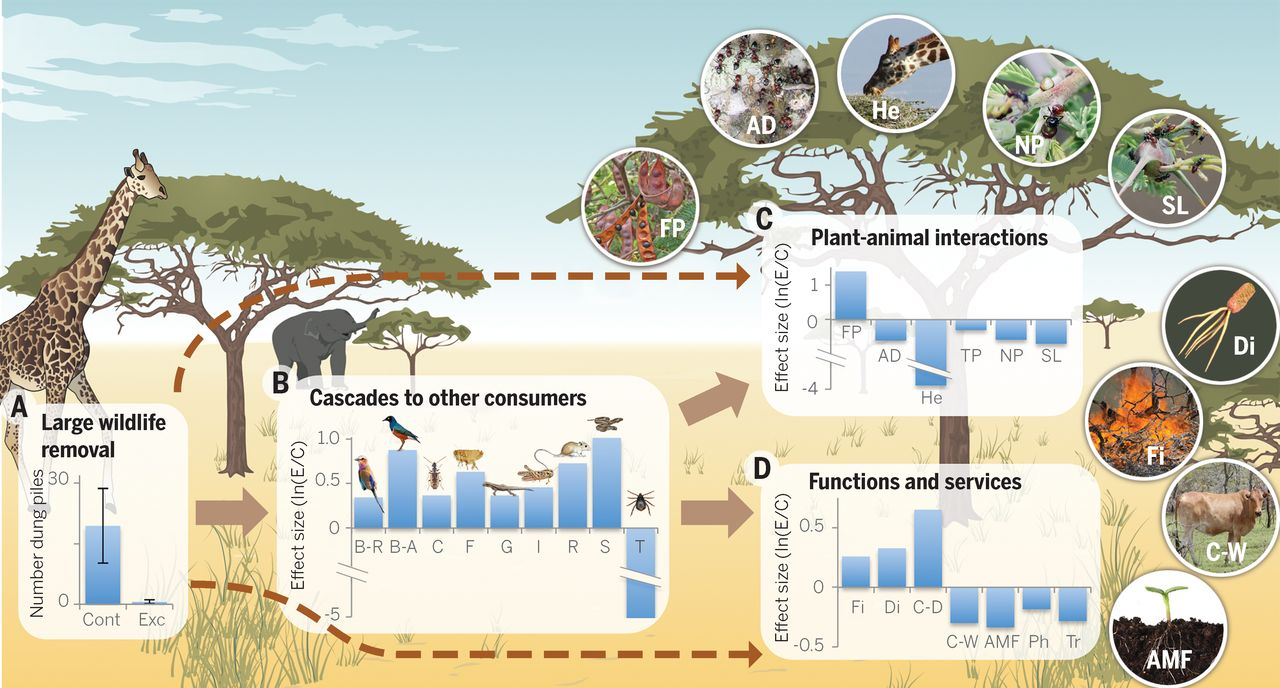 AD
He
NP
SL
FP
Di
Fi
C-W
AMF
A
Large wildlife
removal
Number dung piles
30
0
Cont
Exc
B
Cascades to other consumers
Effect size (ln(E/C)
1.0
0.5
0
-5
B-R
B-A
C
F
G
I
R
S
T
C
Plant-animal interactions
Effect size (ln(E/C)
1
0
-4
FP
AD
He
TP
NP
SL
D
Functions and services
Effect size (ln(E/C)
0.5
0
-0.5
Fi
Di
C-D
C-W
AMF
Ph
Tr